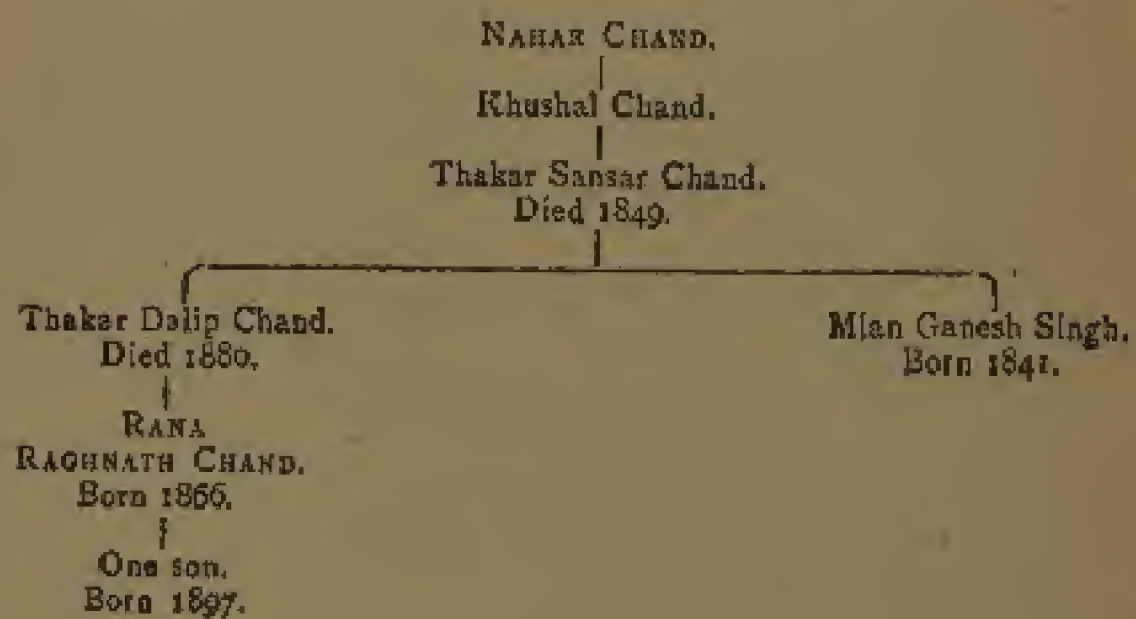 NAHAR CHAND.
Khushal Chand.
Thakar Sansar Chand.
Died 1849.
Thakar Dalip Chand.
Died 1880.
Mian Ganesh Singh.
Born 1841.
RANA
RAGHNATH CHAND.
Born 1866.
One son.
Born 1897.